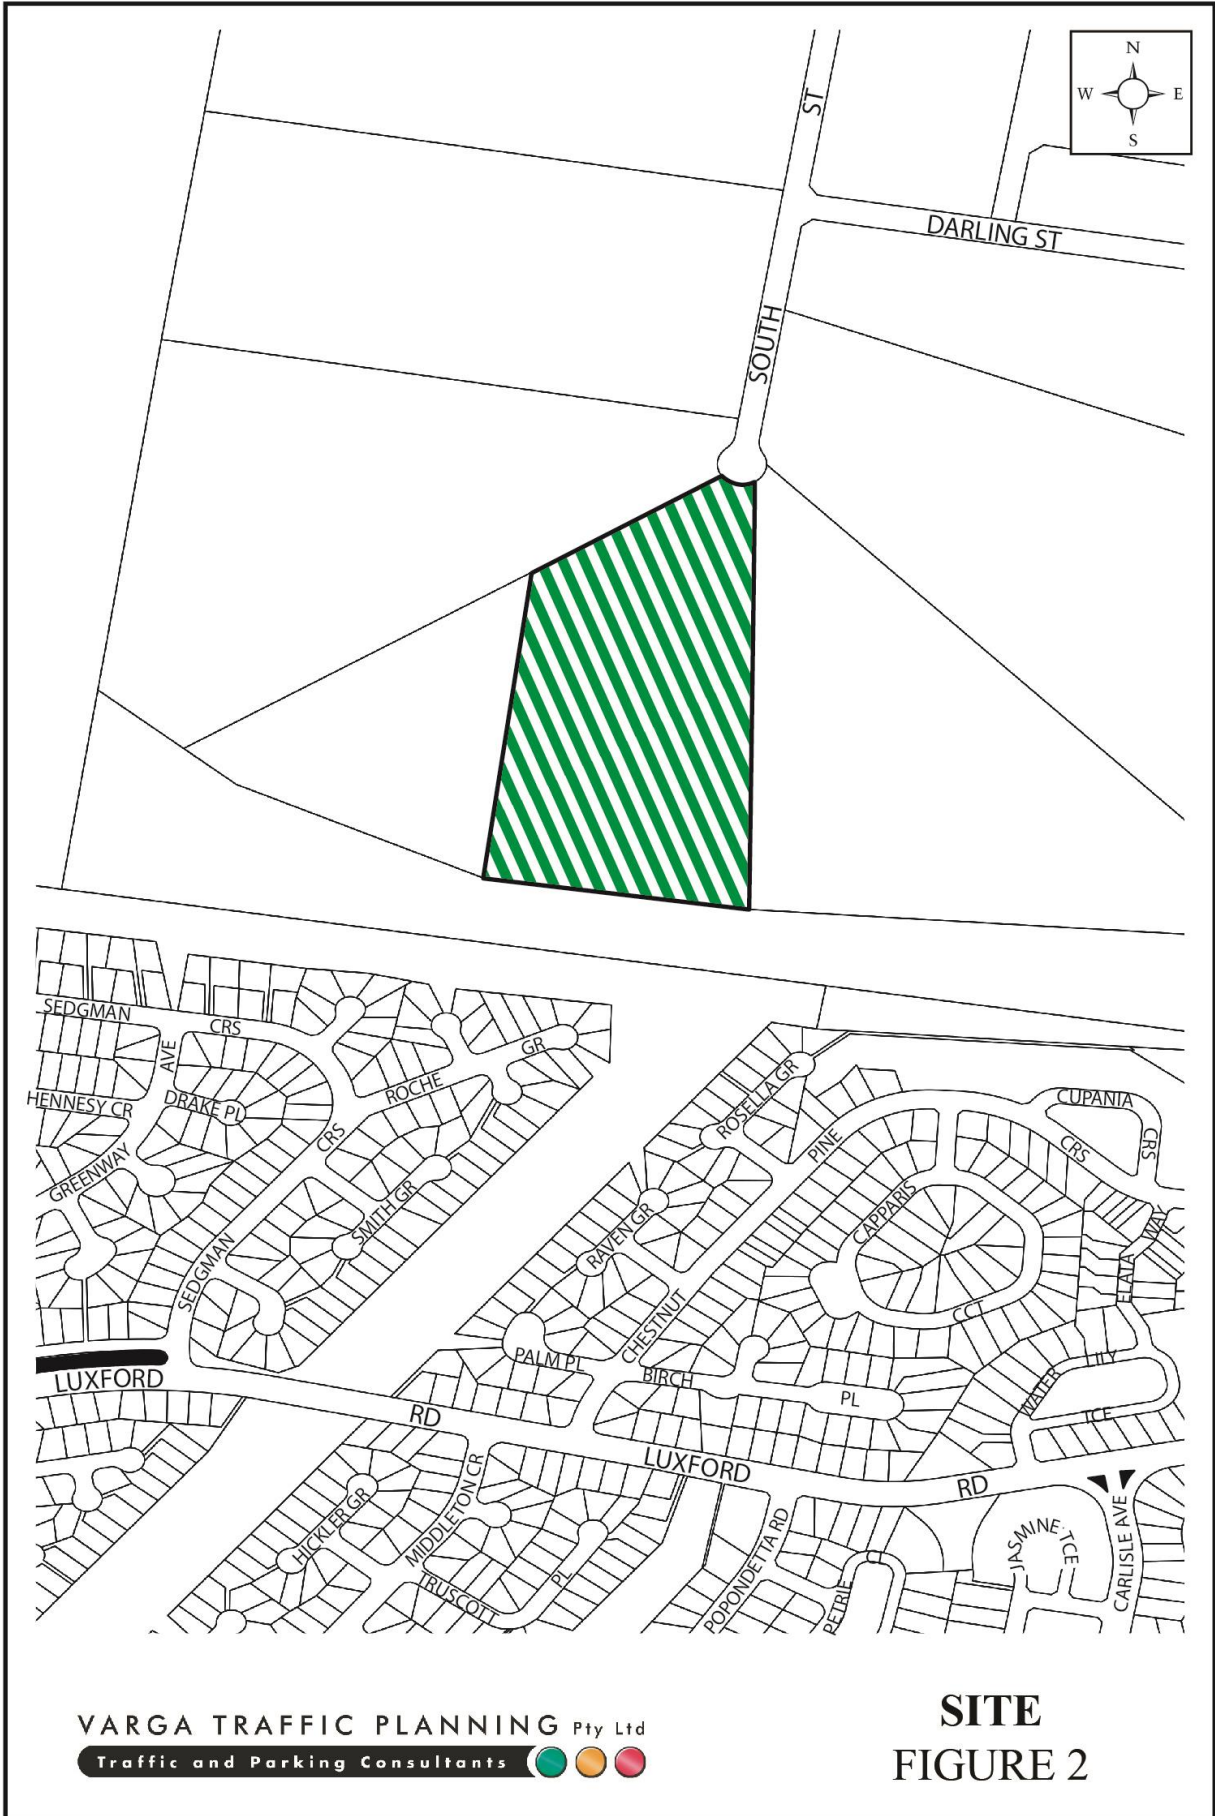 N
W E
S
ST
DARLING ST
SOUTH
SEDGMAN
CRS
AVE
GR
ROCHE
HENNESY CR
DRAKE PL
CRS
GREENWAY
SMITH GR
SEDGMAN
ROSELLA GR
CUPANIA
CRS
PINE
CRS
CAPPARIS
RAVEN GR
WAY
ELATA
CCT
CHESTNUT
PALM PL
BIRCH
PL
LILY
WATER
TCE
LUXFORD
RD
LUXFORD
RD
MIDDLETON CR
HICKLER GR
TRUSCOTT
PL
POPONDETTA RD
PETRIE
CL
JASMINE TCE
CARLISLE AVE
VARGA TRAFFIC PLANNING Pty Ltd
Traffic and Parking Consultants
SITE
FIGURE 2